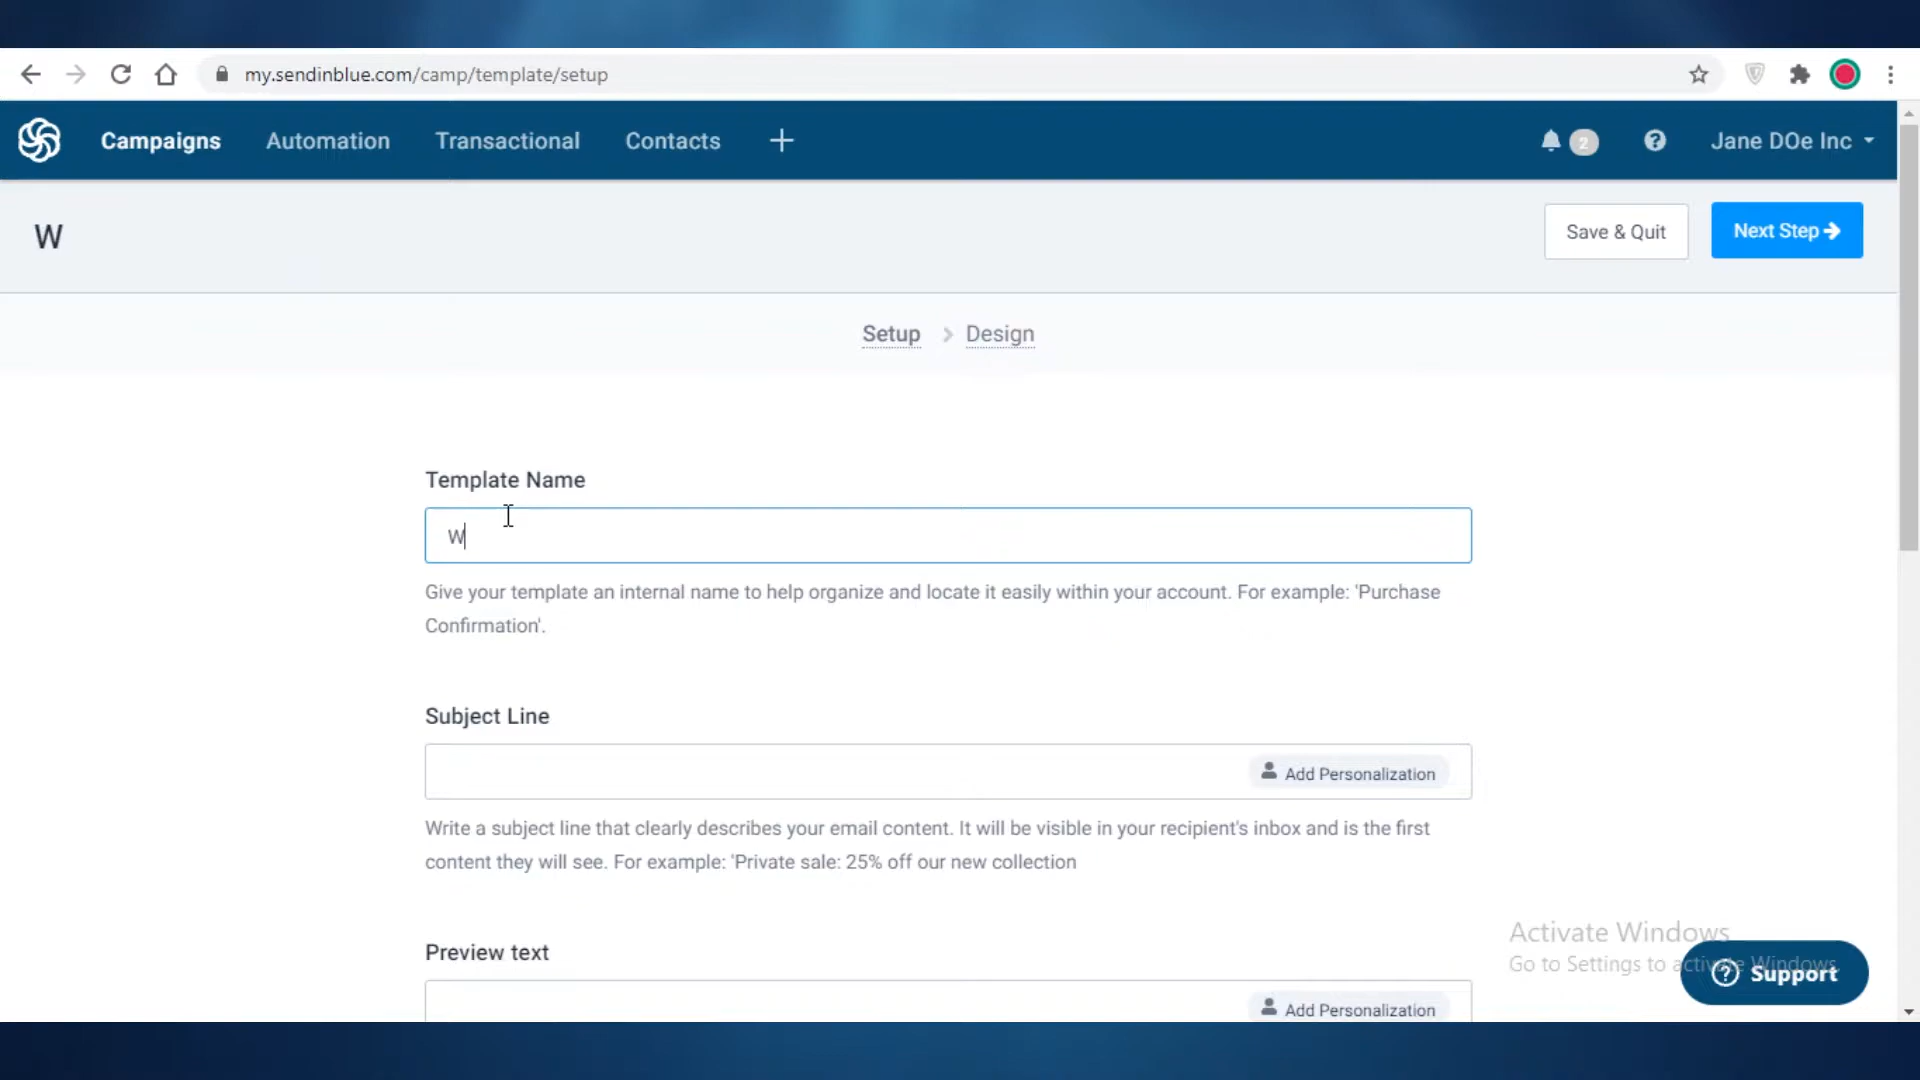 my.sendinblue.com/camp/template/setup
Campaigns Automation Transactional Contacts 2 Jane DOe Inc
W Save & Quit Next Step
Setup Design
Template Name
W
Give your template an internal name to help organize and locate it easily within your account. For example: 'Purchase
Confirmation'.
Subject Line
Add Personalization
Write a subject line that clearly describes your email content. It will be visible in your recipient's inbox and is the first
content they will see. For example: 'Private sale: 25% off our new collection
Activate Windows
Go to Settings to activate Windows.
Preview text
Support
Add Personalization